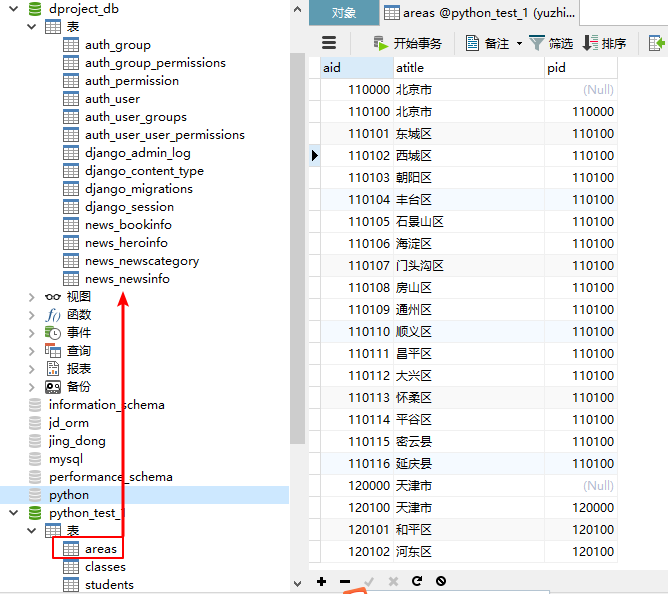 dproject_db
表
auth_group
auth_group_permissions
auth_permission
auth_user
auth_user_groups
auth_user_user_permissions
django_admin_log
django_content_type
django_migrations
django_session
news_bookinfo
news_heroinfo
news_newscategory
news_newsinfo
视图
函数
事件
查询
报表
备份
information_schema
jd_orm
jing_dong
mysql
performance_schema
python
python_test_1
表
areas
classes
students
对象 areas @python_test_1 (yuzhi...
开始事务 备注 筛选 排序
aid atitle pid
110000 北京市 (Null)
110100 北京市 110000
110101 东城区 110100
110102 西城区 110100
110103 朝阳区 110100
110104 丰台区 110100
110105 石景山区 110100
110106 海淀区 110100
110107 门头沟区 110100
110108 房山区 110100
110109 通州区 110100
110110 顺义区 110100
110111 昌平区 110100
110112 大兴区 110100
110113 怀柔区 110100
110114 平谷区 110100
110115 密云县 110100
110116 延庆县 110100
120000 天津市 (Null)
120100 天津市 120000
120101 和平区 120100
120102 河东区 120100